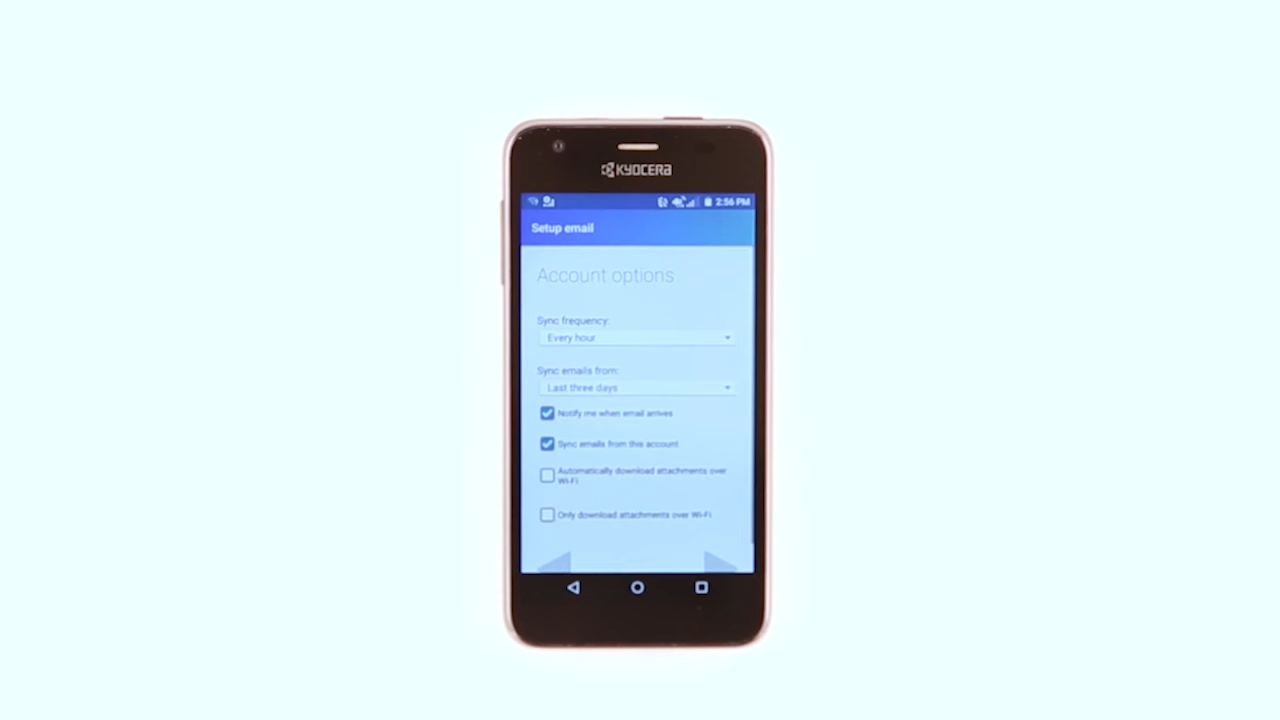 KYOCERA
2:56 PM
Setup email
Account options
Sync frequency:
Every hour
Sync emails from:
Last three days
Notify me when email arrives
Sync emails from this account
Automatically download attachments over
Wi-Fi
Only download attachments over Wi-Fi